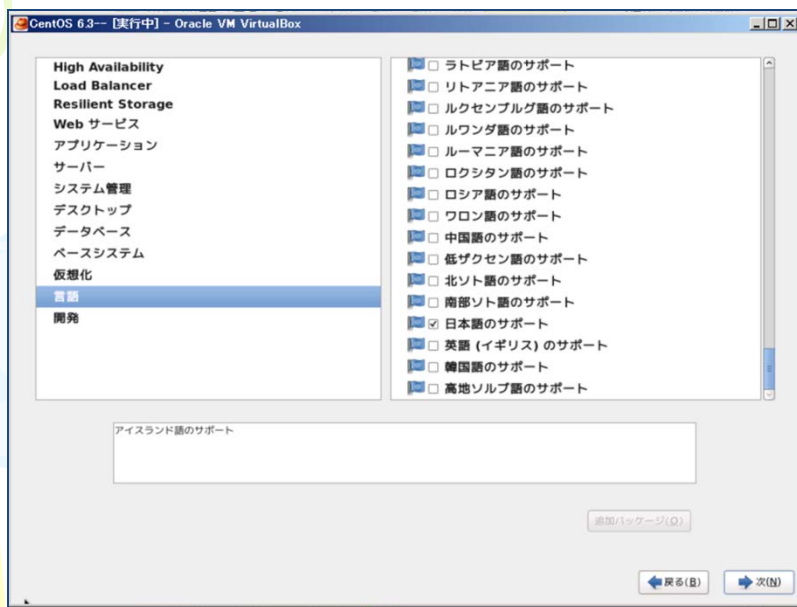 CentOS 6.3-- [実行中] - Oracle VM VirtualBox
High Availability
Load Balancer
Resilient Storage
Web サービス
アプリケーション
サーバー
システム管理
デスクトップ
データベース
ベースシステム
仮想化
言語
開発
ラトビア語のサポート
リトアニア語のサポート
ルクセンブルグ語のサポート
ルワンダ語のサポート
ルーマニア語のサポート
ロクシタン語のサポート
ロシア語のサポート
ワロン語のサポート
中国語のサポート
低ザクセン語のサポート
北ソト語のサポート
南部ソト語のサポート
日本語のサポート
英語 (イギリス) のサポート
韓国語のサポート
高地ソルブ語のサポート
アイスランド語のサポート
追加パッケージ(O)
戻る(B)
次(N)